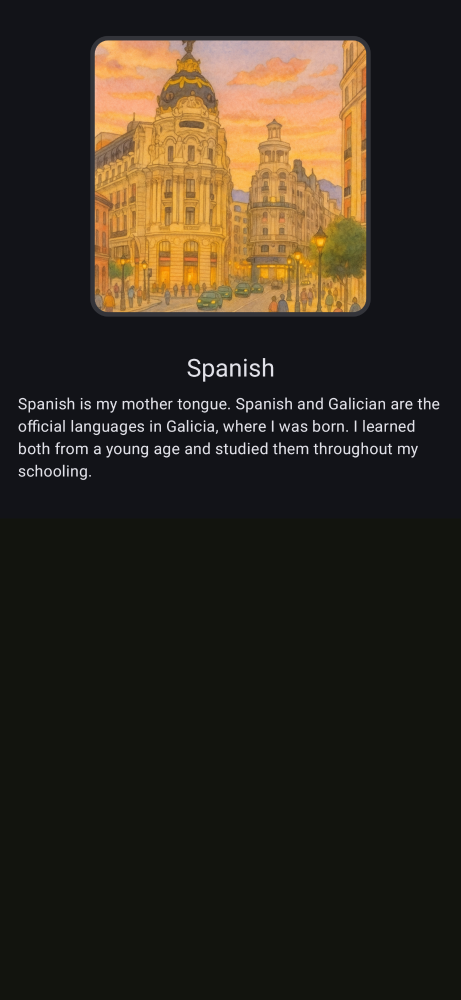 Spanish
Spanish is my mother tongue. Spanish and Galician are the
official languages in Galicia, where I was born. I learned
both from a young age and studied them throughout my
schooling.